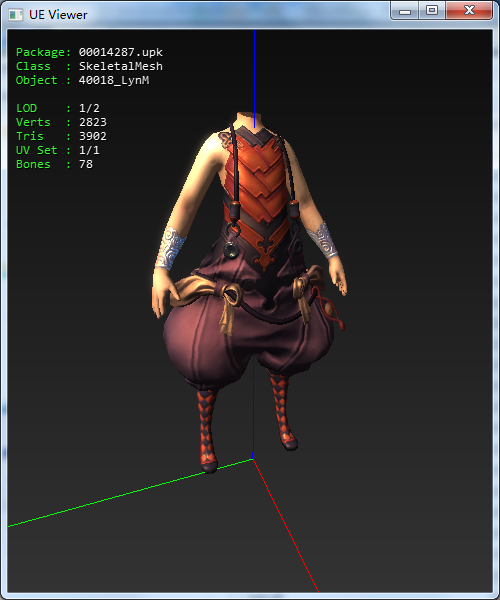 UE Viewer
Package: 00014287.upk
Class : SkeletalMesh
Object : 40018_LynM
LOD : 1/2
Verts : 2823
Tris : 3902
UV Set : 1/1
Bones : 78